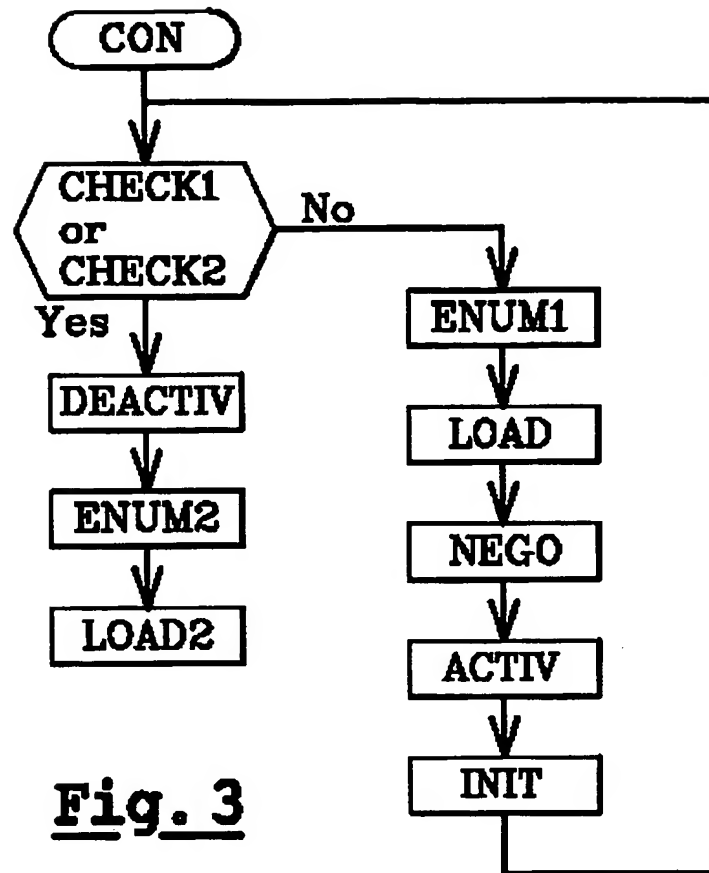 CON
CHECK1
or
CHECK2
No
Yes
ENUM1
DEACTIV
LOAD
ENUM2
NEGO
LOAD2
ACTIV
INIT
Fig. 3